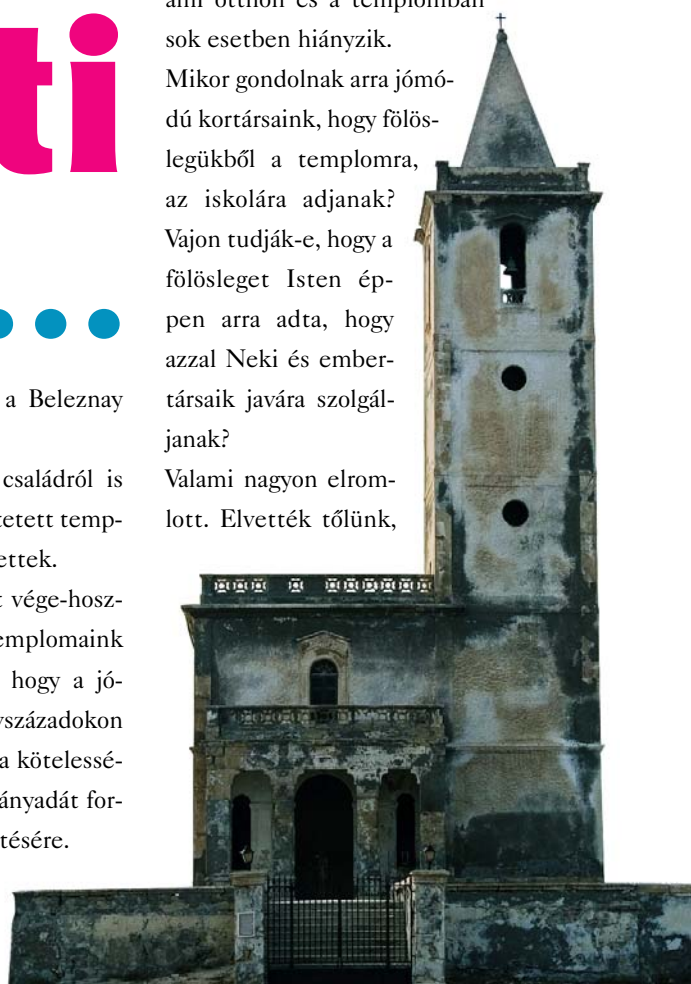 ti
a Beleznay
családról is
tetett temp-
ettek.
t vége-hosz-
emplomaink
hogy a jó-
vszázadokon
a kötelessé-
ányadát for-
tésére.
ami otthon és a templomban
sok esetben hiányzik.
Mikor gondolnak arra jómó-
dú kortársaink, hogy fölös-
legükből a templomra,
az iskolára adjanak?
Vajon tudják-e, hogy a
fölösleget Isten ép-
pen arra adta, hogy
azzal Neki és ember-
társaik javára szolgál-
janak?
Valami nagyon elrom-
lott. Elvették tőlünk,